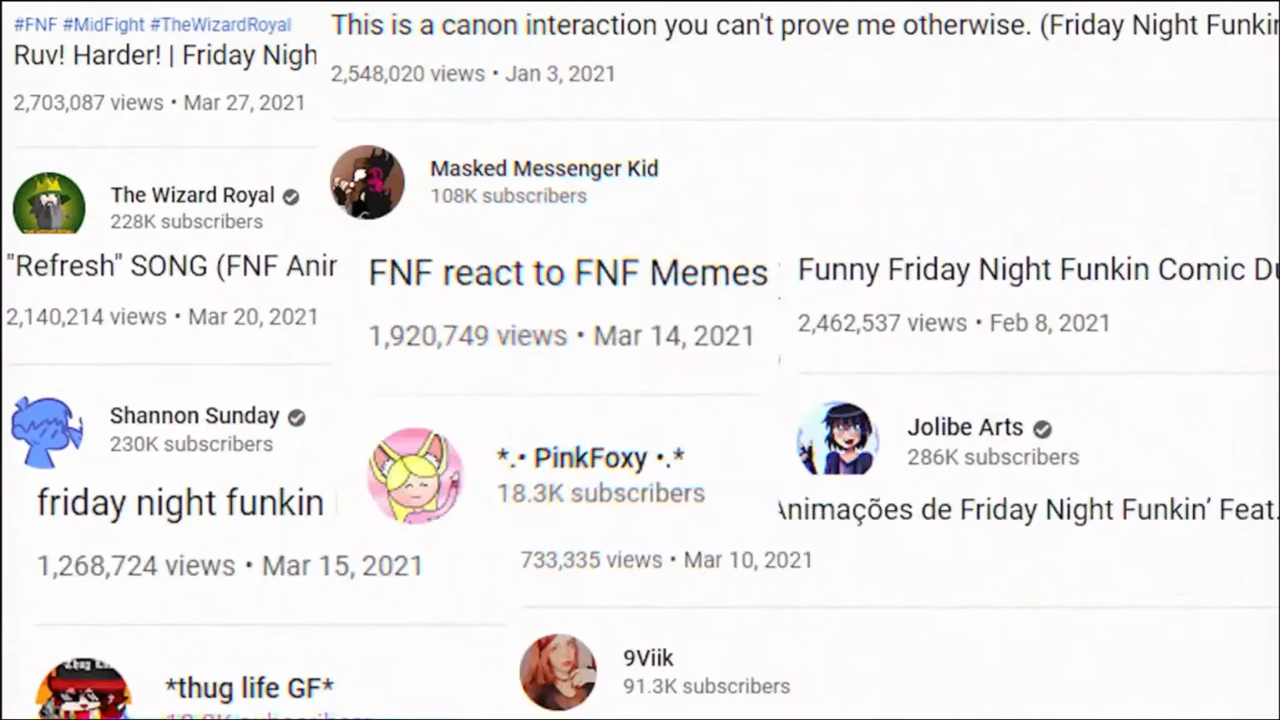 #FNF #MidFight #TheWizardRoyal
Ruv! Harder! | Friday Nigh
2,703,087 views • Mar 27, 2021
The Wizard Royal
228K subscribers
This is a canon interaction you can't prove me otherwise. (Friday Night Funkin
2,548,020 views • Jan 3, 2021
Masked Messenger Kid
108K subscribers
"Refresh" SONG (FNF Anir
2,140,214 views • Mar 20, 2021
Shannon Sunday
230K subscribers
FNF react to FNF Memes
1,920,749 views • Mar 14, 2021
*.• PinkFoxy •.*
18.3K subscribers
Funny Friday Night Funkin Comic Du
2,462,537 views • Feb 8, 2021
Jolibe Arts
286K subscribers
friday night funkin
1,268,724 views • Mar 15, 2021
*thug life GF*
Animações de Friday Night Funkin’ Feat.
733,335 views • Mar 10, 2021
9Viik
91.3K subscribers